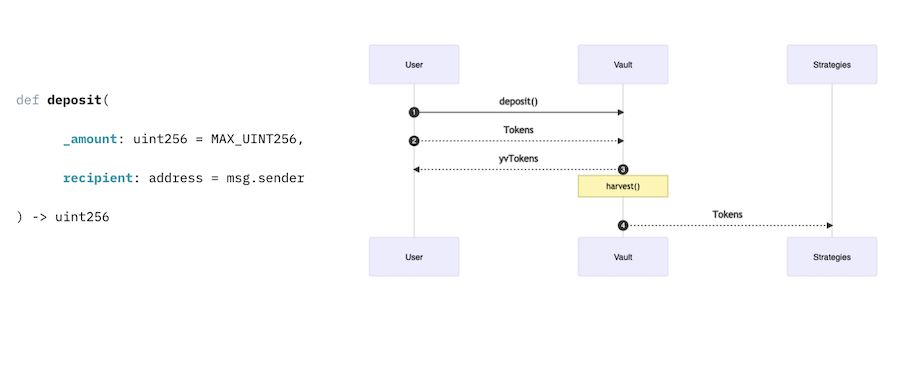 def deposit(
_amount: uint256 = MAX_UINT256,
recipient: address = msg.sender
) -> uint256
User
Vault
Strategies
1
deposit()
2
Tokens
yvTokens
3
harvest()
4
Tokens
User
Vault
Strategies